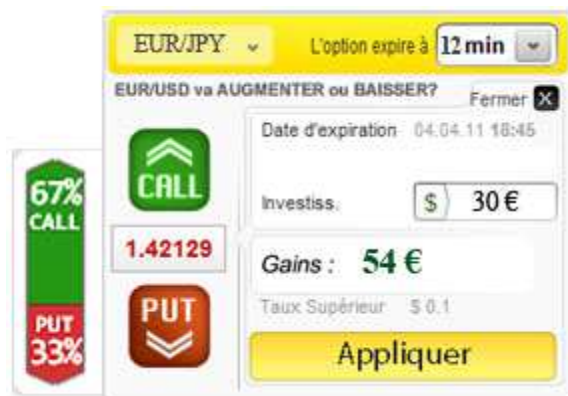 EUR/JPY L'option expire à 12 min
EUR/USD va AUGMENTER ou BAISSER?
Fermer X
Date d'expiration 04.04.11 18:45
CALL
67%
CALL
Investiss. $ 30 €
1.42129
Gains : 54 €
PUT
PUT
33%
Taux Supérieur $ 0.1
Appliquer